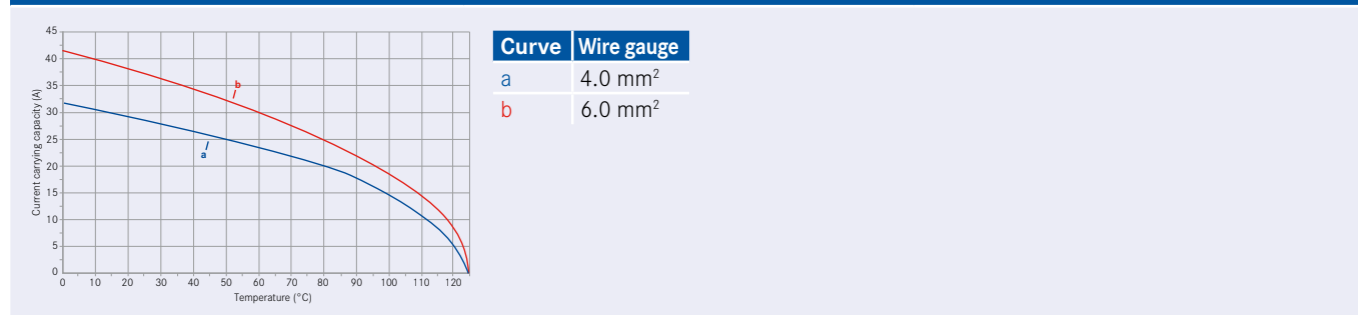 45
40
35
30
25
20
15
10
5
0
Current carrying capacity (A)
b
a
0 10 20 30 40 50 60 70 80 90 100 110 120
Temperature (°C)
Curve Wire gauge
a 4.0 mm²
b 6.0 mm²